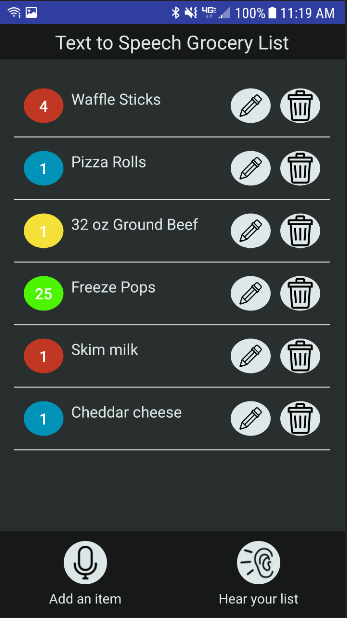 4G 100% 11:19 AM
Text to Speech Grocery List
4 Waffle Sticks
1 Pizza Rolls
1 32 oz Ground Beef
25 Freeze Pops
1 Skim milk
1 Cheddar cheese
Add an item Hear your list